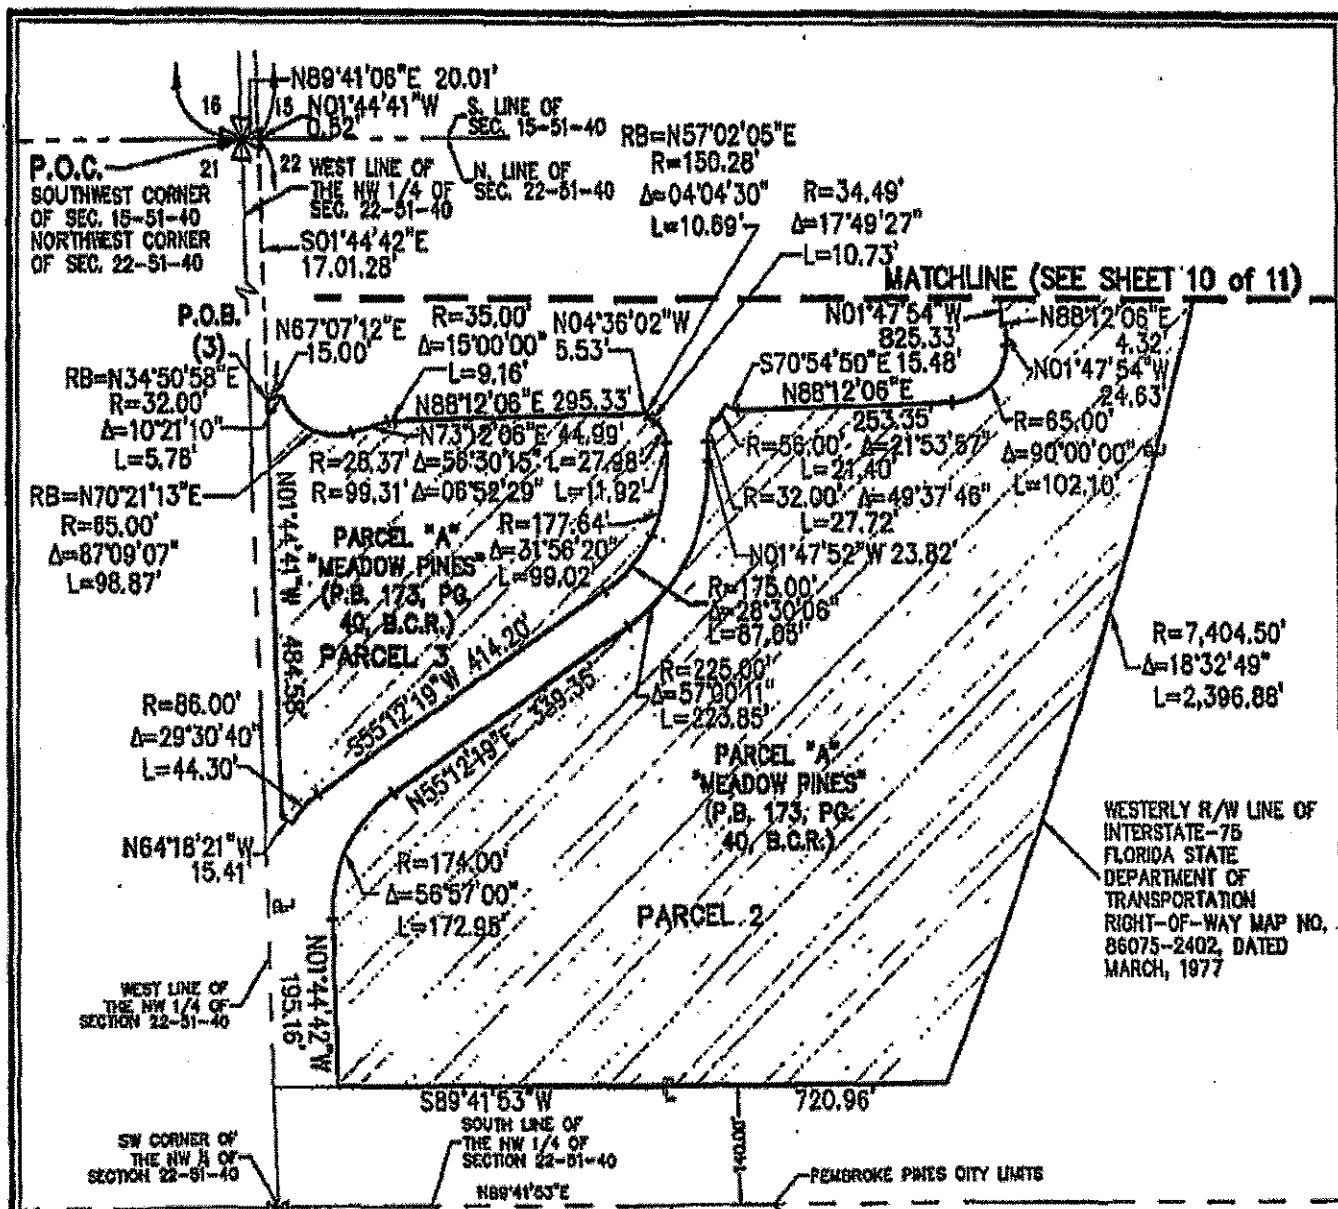 N89°41'06"E 20.01'
16
15
N01°44'41"W
0.52'
S. LINE OF
SEC. 15-51-40
P.O.C.
21
22
SOUTHWEST CORNER
OF SEC. 15-51-40
NORTHWEST CORNER
OF SEC. 22-51-40
WEST LINE OF
THE NW 1/4 OF
SEC. 22-51-40
N. LINE OF
SEC. 22-51-40
S01°44'42"E
17.01.28'
RB=N57°02'05"E
R=150.28'
Δ=04°04'30"
L=10.69'
R=34.49'
Δ=17°49'27"
L=10.73'
MATCHLINE (SEE SHEET 10 of 11)
P.O.B.
(3)
N67°07'12"E
15.00'
R=35.00'
Δ=15°00'00"
L=9.16'
N04°36'02"W
5.53'
N01°47'54"W
825.33'
N88°12'06"E
4.32'
S70°54'50"E 15.48'
N01°47'54"W
24.63'
RB=N34°50'58"E
R=32.00'
Δ=10°21'10"
L=5.78'
N88°12'06"E 295.33'
N88°12'06"E
253.35'
N73°12'06"E 44.99'
R=28.37' Δ=56°30'15" L=27.98'
R=99.31' Δ=06°52'29" L=11.92'
R=56.00' Δ=21°53'57"
L=21.40'
R=65.00'
Δ=90°00'00"
L=102.10'
R=32.00' Δ=49°37'46"
L=27.72'
RB=N70°21'13"E
R=65.00'
Δ=87°09'07"
L=98.87'
N01°44'41"W 484.58'
PARCEL "A"
"MEADOW PINES"
(P.B. 173, PG.
40, B.C.R.)
PARCEL 3
R=177.64'
Δ=31°56'20"
L=99.02'
N01°47'52"W 23.82'
R=175.00'
Δ=28°30'06"
L=87.05'
R=7,404.50'
Δ=18°32'49"
L=2,396.88'
S55°12'19"W 414.20'
R=225.00'
Δ=57°00'11"
L=223.85'
R=86.00'
Δ=29°30'40"
L=44.30'
N55°12'19"E 339.36'
PARCEL "A"
"MEADOW PINES"
(P.B. 173, PG.
40, B.C.R.)
N64°18'21"W
15.41'
R=174.00'
Δ=56°57'00"
L=172.95'
WESTERLY R/W LINE OF
INTERSTATE-75
FLORIDA STATE
DEPARTMENT OF
TRANSPORTATION
RIGHT-OF-WAY MAP NO.
86075-2402, DATED
MARCH, 1977
PARCEL 2
N01°44'42"W
195.16'
WEST LINE OF
THE NW 1/4 OF
SECTION 22-51-40
S89°41'53"W
720.96'
SW CORNER OF
THE NW ¼ OF
SECTION 22-51-40
SOUTH LINE OF
THE NW 1/4 OF
SECTION 22-51-40
140.00'
N89°41'53"E
PEMBROKE PINES CITY LIMITS